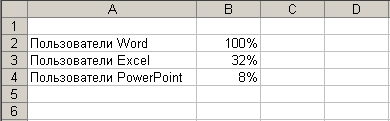 A B C D
1
2 Пользователи Word 100%
3 Пользователи Excel 32%
4 Пользователи PowerPoint 8%
5
6